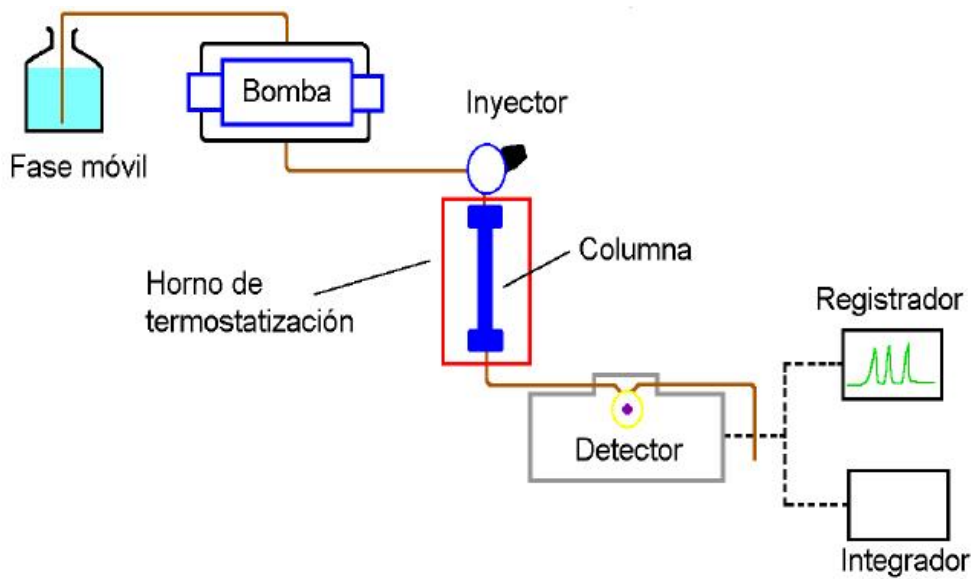 Bomba
Inyector
Fase móvil
Columna
Horno de
termostatización
Registrador
Detector
Integrador